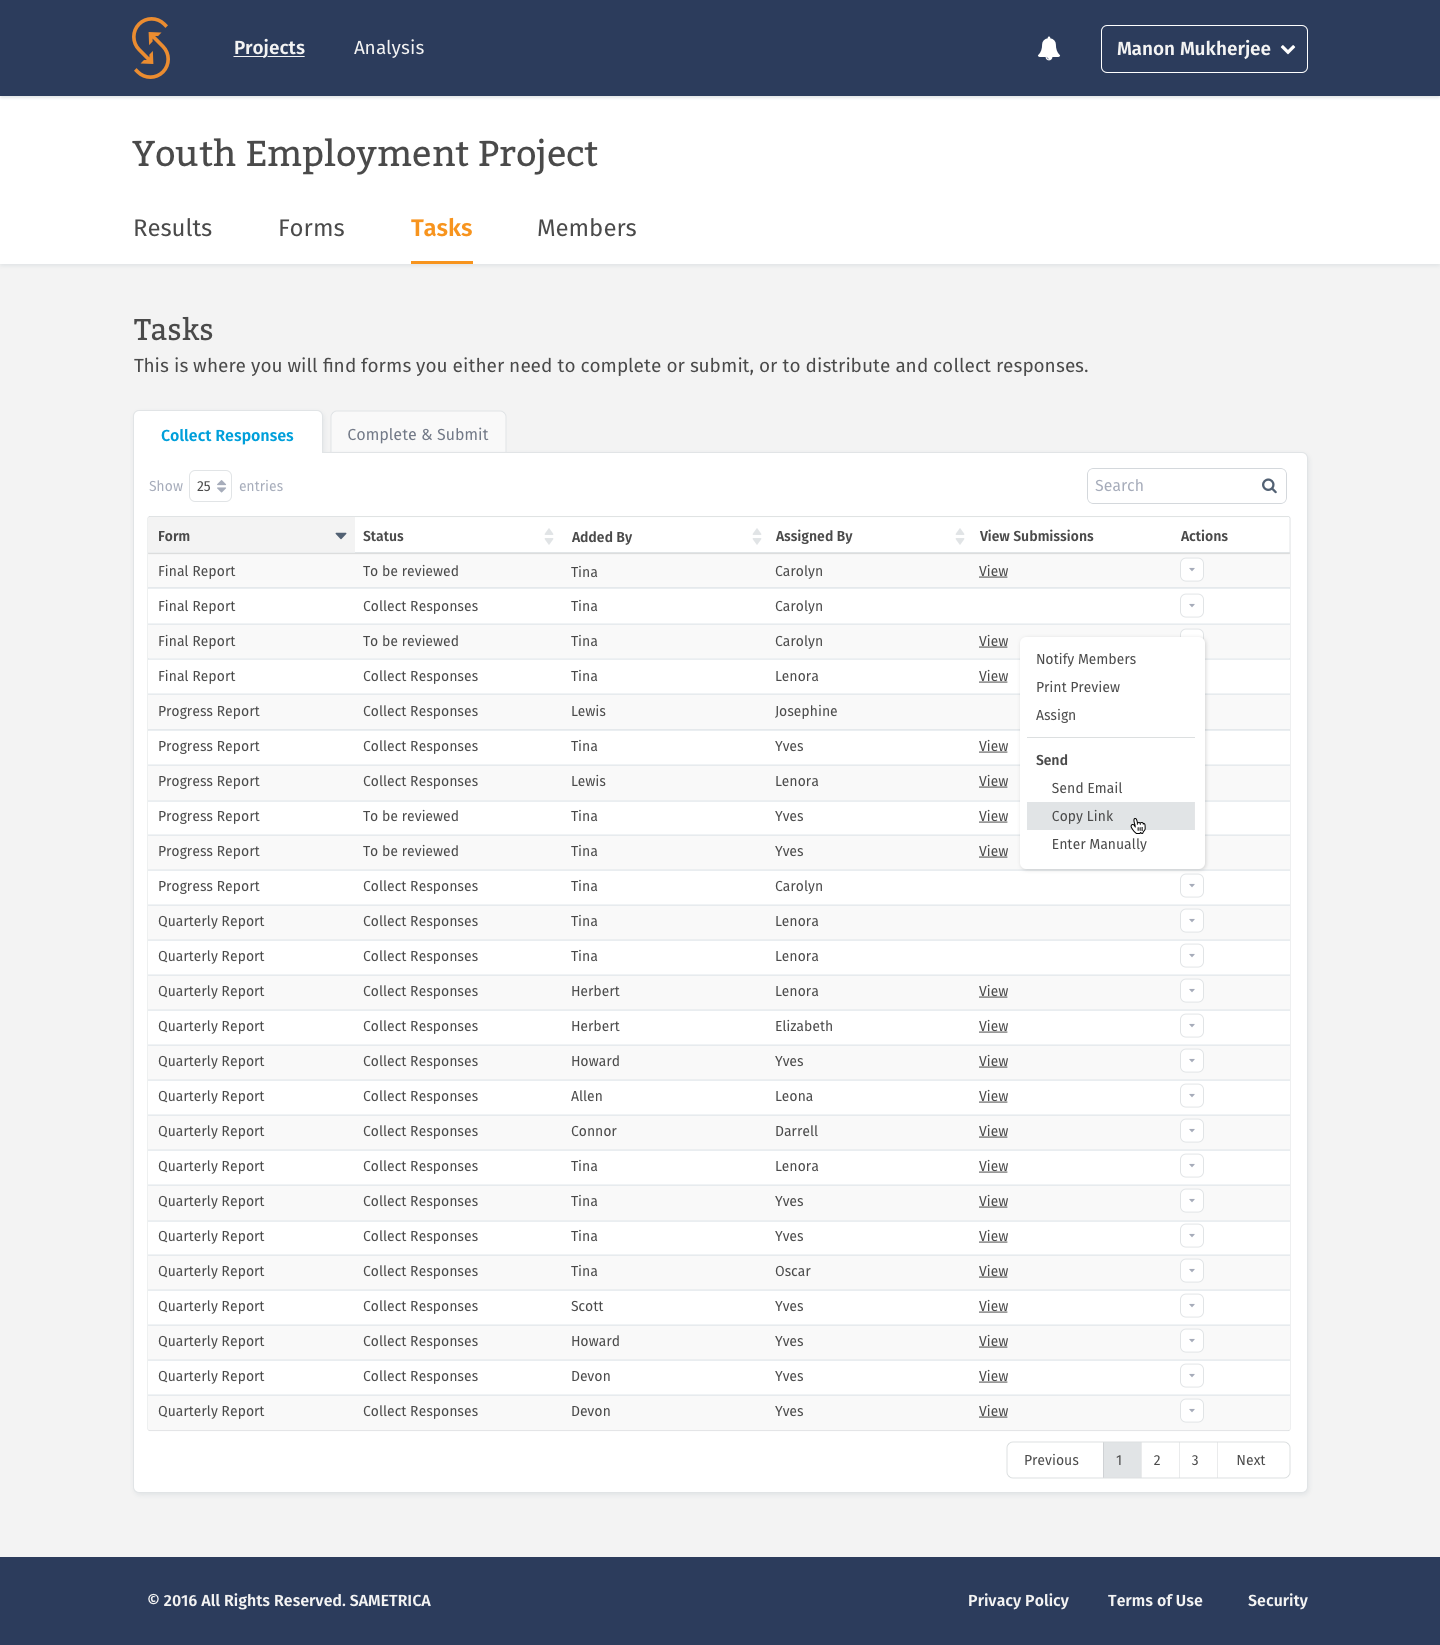 Projects Analysis Manon Mukherjee
Youth Employment Project
Results Forms Tasks Members
Tasks
This is where you will find forms you either need to complete or submit, or to distribute and collect responses.
Collect Responses Complete & Submit
Show 25 entries Search
Form Status Added By Assigned By View Submissions Actions
Final Report To be reviewed Tina Carolyn View
Final Report Collect Responses Tina Carolyn
Final Report To be reviewed Tina Carolyn View
Final Report Collect Responses Tina Lenora View
Progress Report Collect Responses Lewis Josephine
Progress Report Collect Responses Tina Yves View
Progress Report Collect Responses Lewis Lenora View
Progress Report To be reviewed Tina Yves View
Progress Report To be reviewed Tina Yves View
Progress Report Collect Responses Tina Carolyn
Quarterly Report Collect Responses Tina Lenora
Quarterly Report Collect Responses Tina Lenora
Quarterly Report Collect Responses Herbert Lenora View
Quarterly Report Collect Responses Herbert Elizabeth View
Quarterly Report Collect Responses Howard Yves View
Quarterly Report Collect Responses Allen Leona View
Quarterly Report Collect Responses Connor Darrell View
Quarterly Report Collect Responses Tina Lenora View
Quarterly Report Collect Responses Tina Yves View
Quarterly Report Collect Responses Tina Yves View
Quarterly Report Collect Responses Tina Oscar View
Quarterly Report Collect Responses Scott Yves View
Quarterly Report Collect Responses Howard Yves View
Quarterly Report Collect Responses Devon Yves View
Quarterly Report Collect Responses Devon Yves View
Notify Members
Print Preview
Assign
Send
Send Email
Copy Link
Enter Manually
Previous 1 2 3 Next
© 2016 All Rights Reserved. SAMETRICA Privacy Policy Terms of Use Security